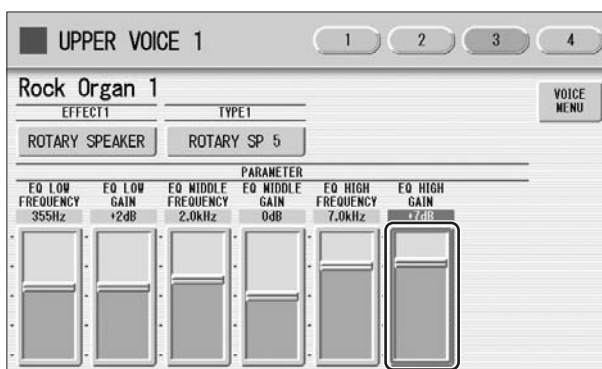 UPPER VOICE 1
1 2 3 4
Rock Organ 1
VOICE
MENU
EFFECT1 TYPE1
ROTARY SPEAKER ROTARY SP 5
PARAMETER
EQ LOW EQ LOW EQ MIDDLE EQ MIDDLE EQ HIGH EQ HIGH
FREQUENCY GAIN FREQUENCY GAIN FREQUENCY GAIN
355Hz +2dB 2.0kHz 0dB 7.0kHz +7dB